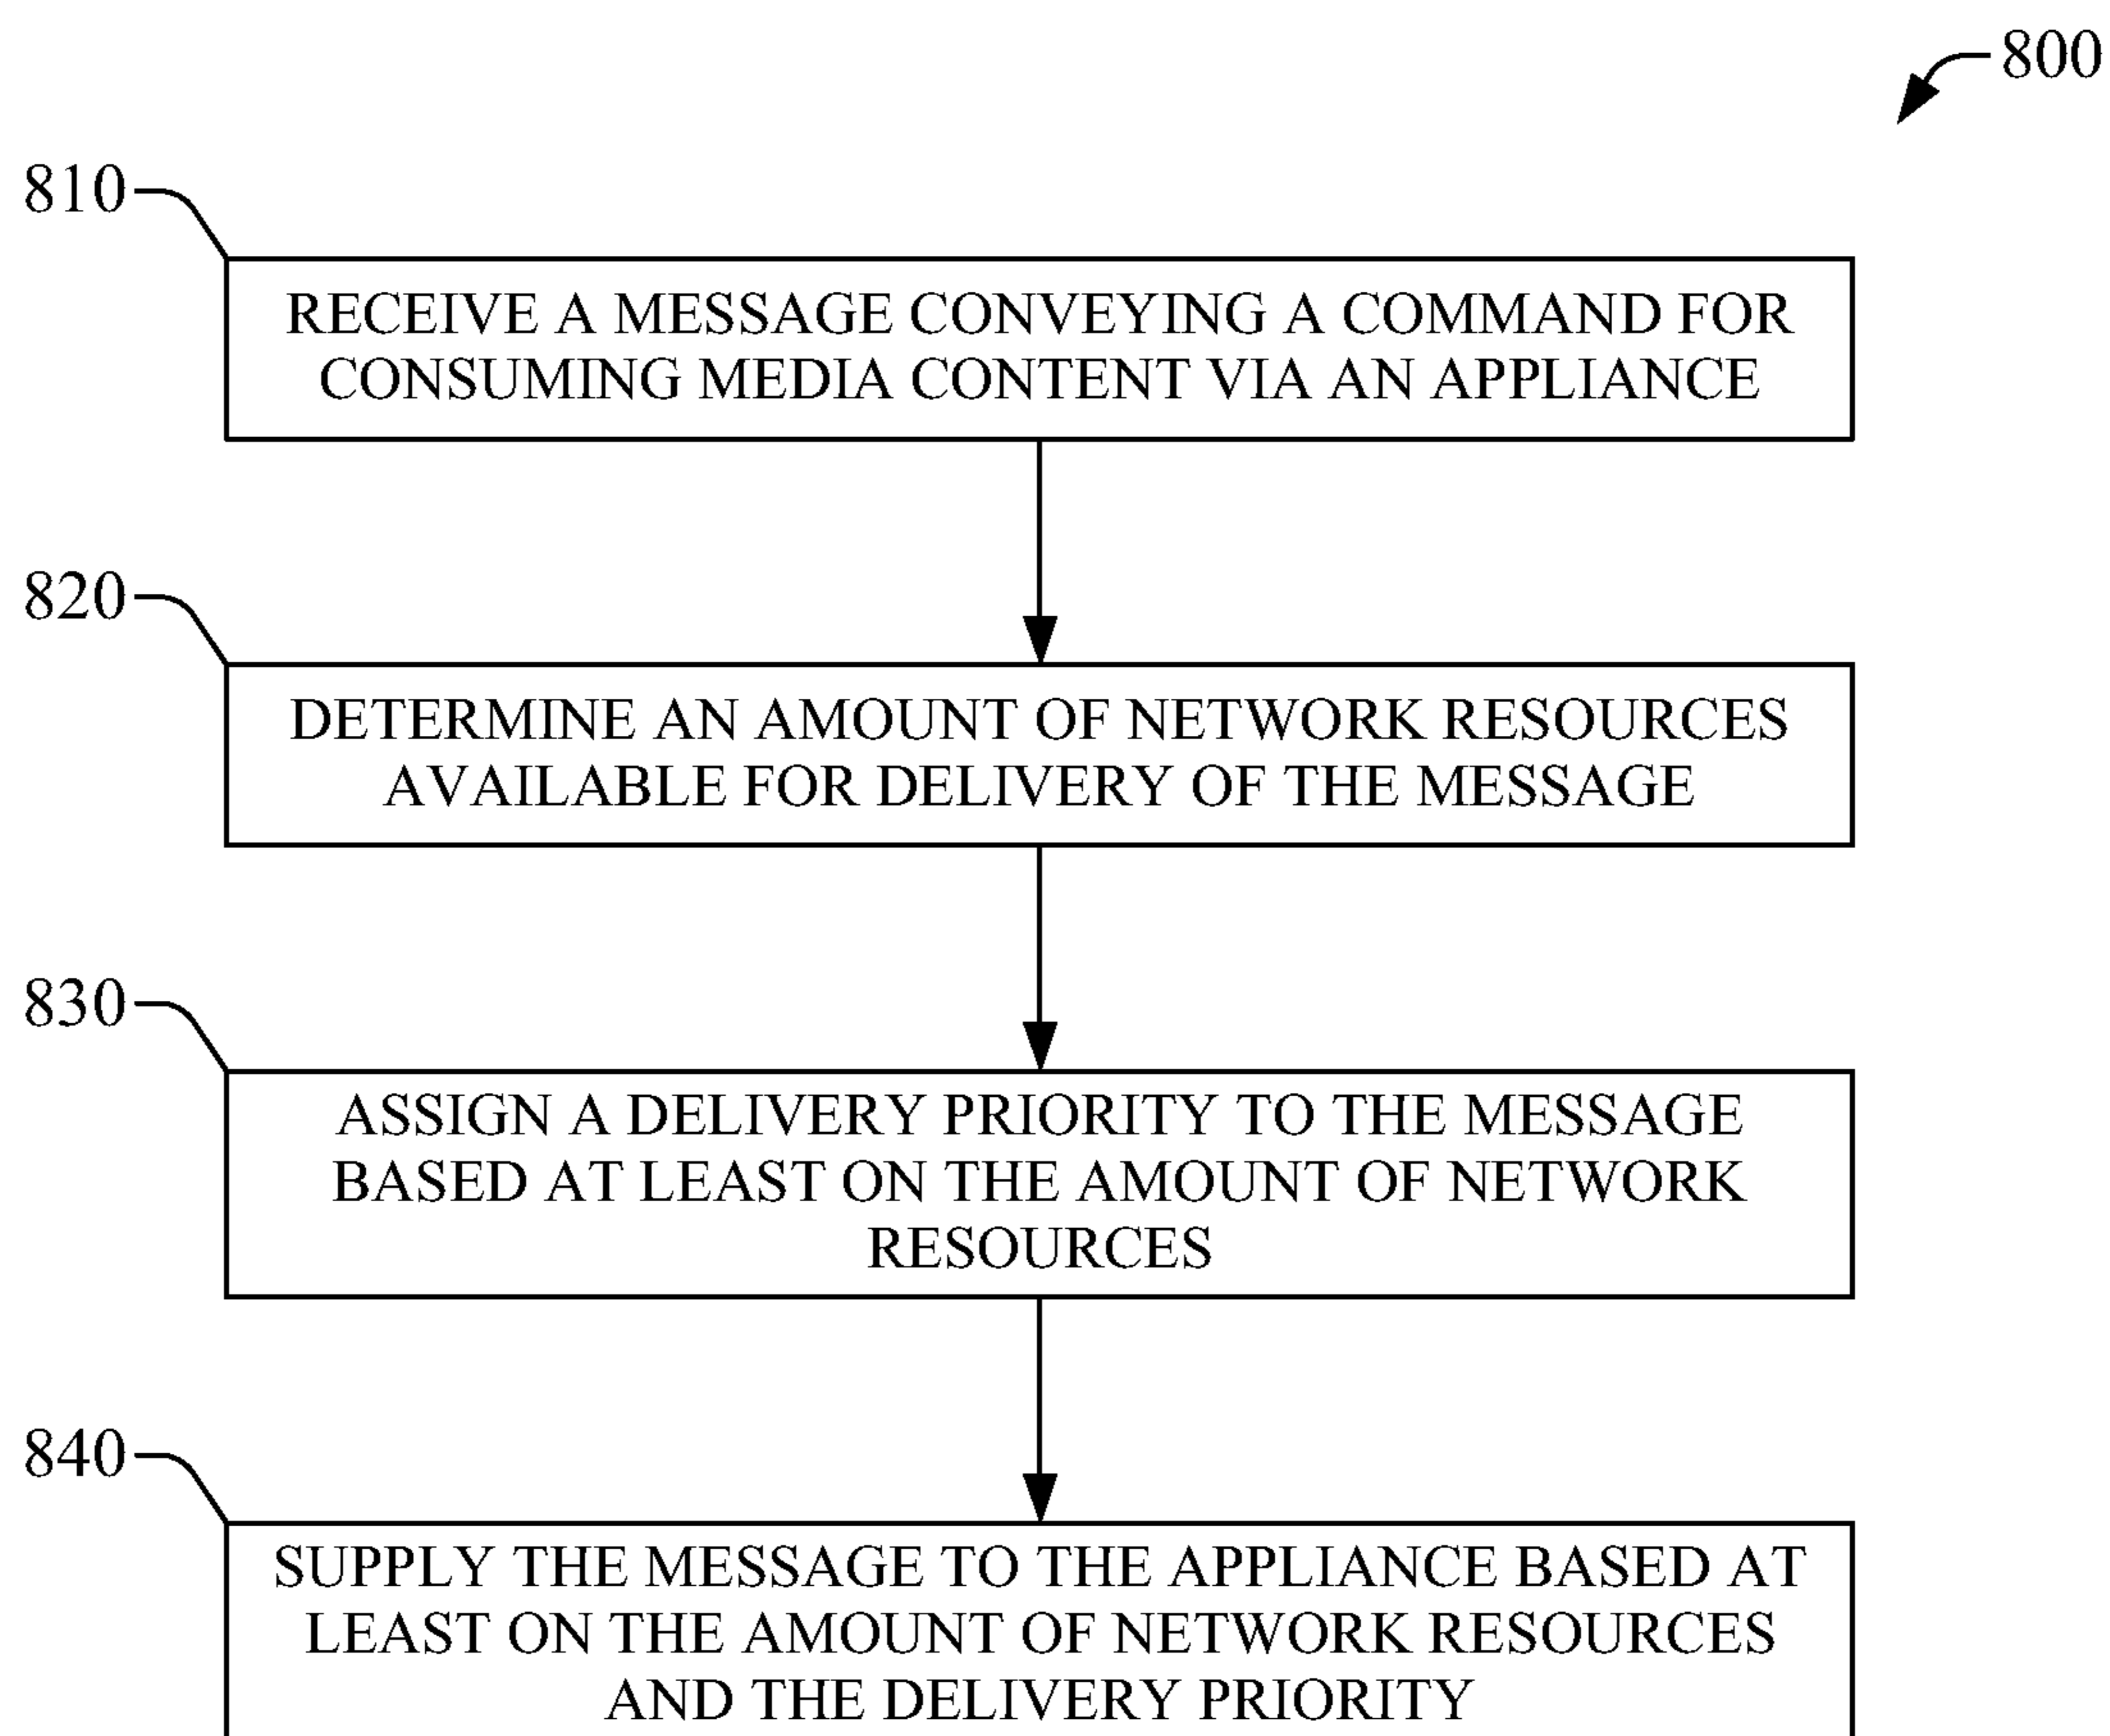 800
810
RECEIVE A MESSAGE CONVEYING A COMMAND FOR
CONSUMING MEDIA CONTENT VIA AN APPLIANCE
820
DETERMINE AN AMOUNT OF NETWORK RESOURCES
AVAILABLE FOR DELIVERY OF THE MESSAGE
830
ASSIGN A DELIVERY PRIORITY TO THE MESSAGE
BASED AT LEAST ON THE AMOUNT OF NETWORK
RESOURCES
840
SUPPLY THE MESSAGE TO THE APPLIANCE BASED AT
LEAST ON THE AMOUNT OF NETWORK RESOURCES
AND THE DELIVERY PRIORITY